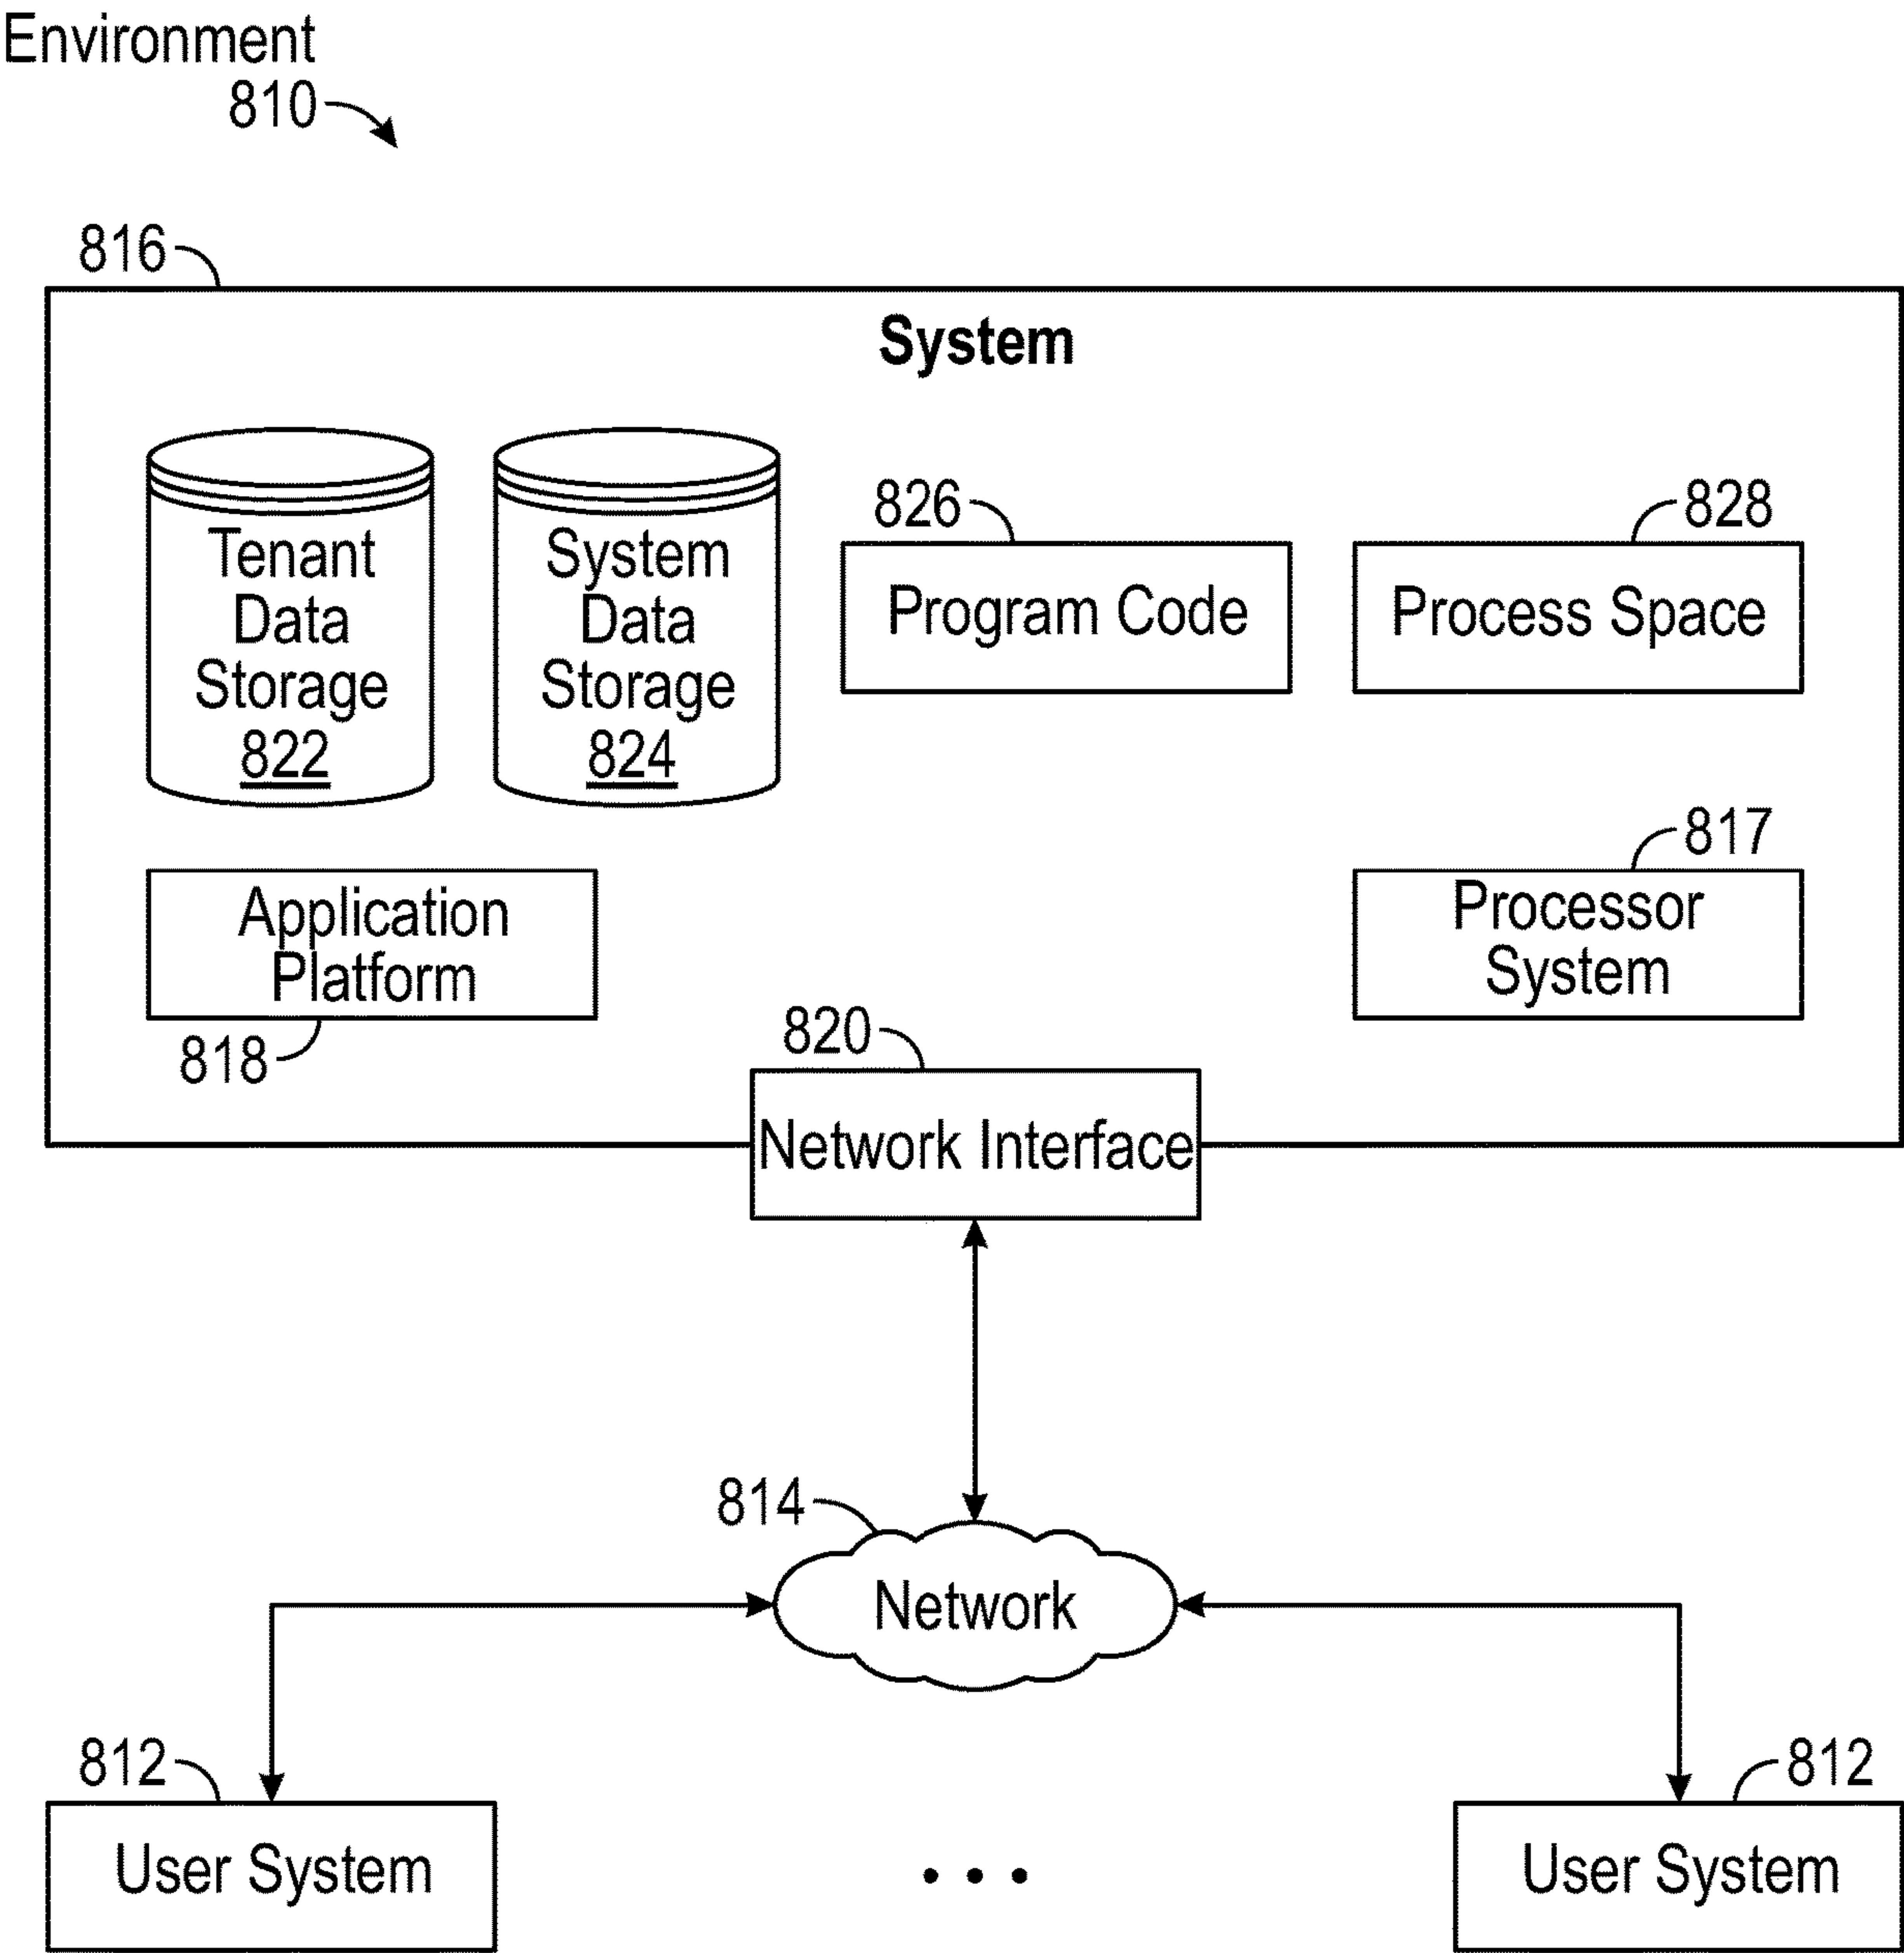 Environment
810
816
System
Tenant
Data
Storage
822
System
Data
Storage
824
826
Program Code
828
Process Space
817
Processor
System
Application
Platform
818
820
Network Interface
814
Network
812
User System
• • •
812
User System